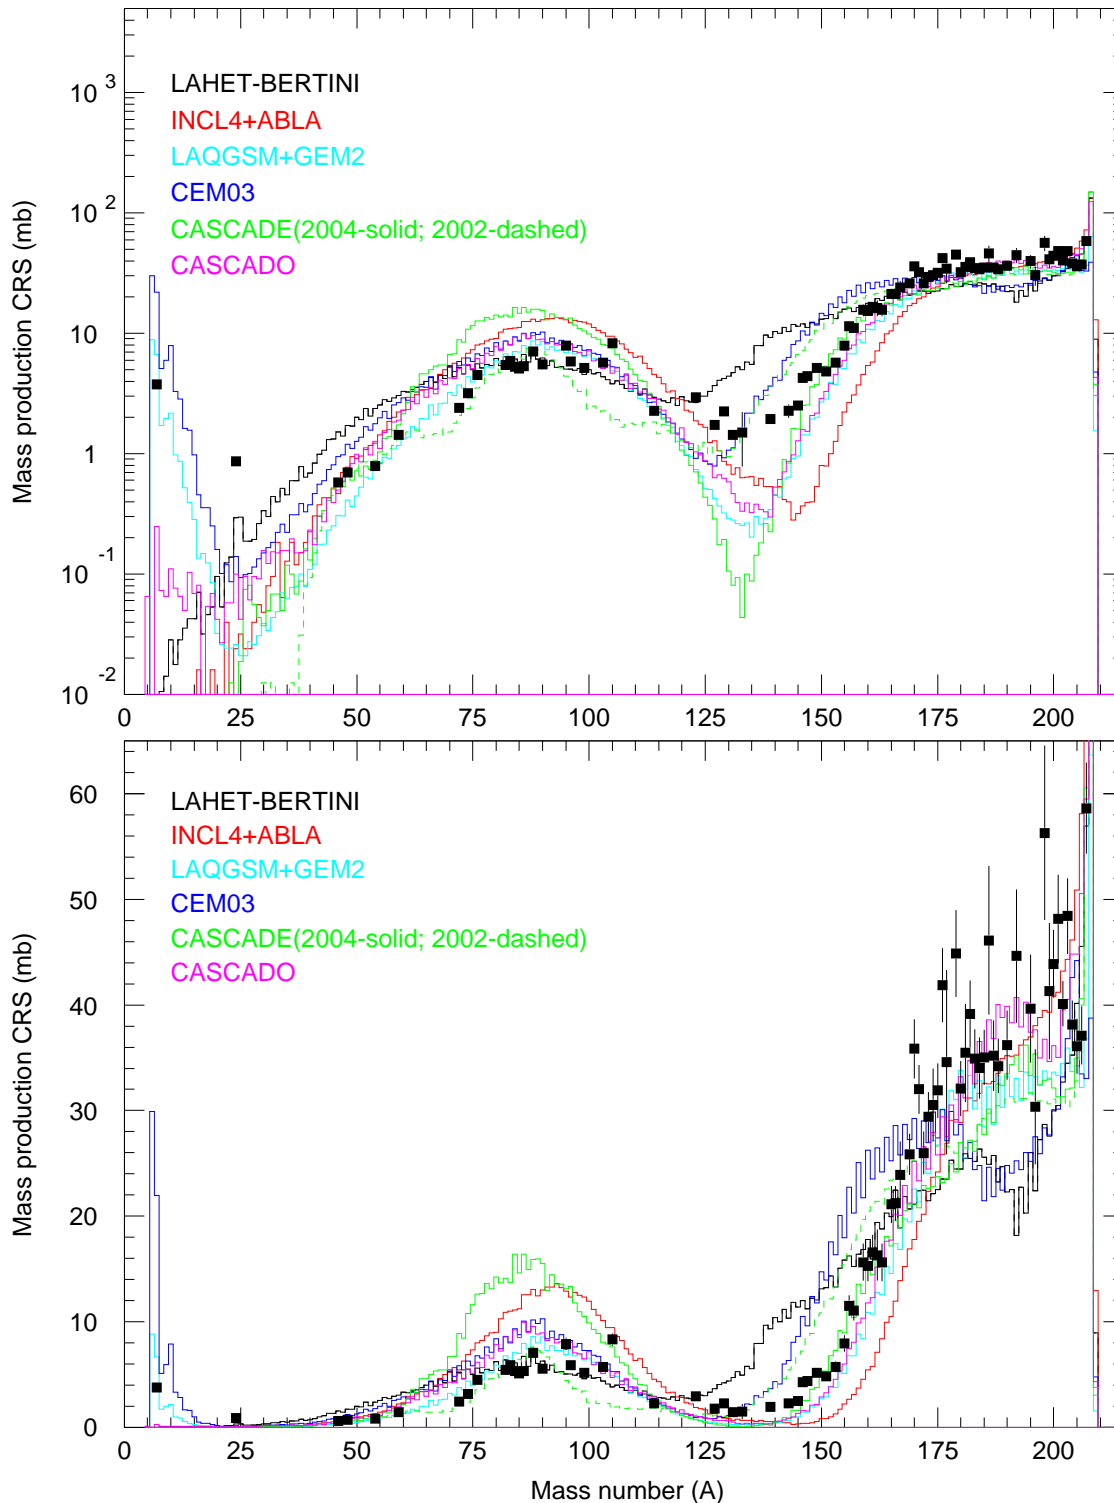 10 3
10 2
10
1
10 -1
10 -2
Mass production CRS (mb)
LAHET-BERTINI
INCL4+ABLA
LAQGSM+GEM2
CEM03
CASCADE(2004-solid; 2002-dashed)
CASCADO
0 25 50 75 100 125 150 175 200
60
50
40
30
20
10
0
Mass production CRS (mb)
LAHET-BERTINI
INCL4+ABLA
LAQGSM+GEM2
CEM03
CASCADE(2004-solid; 2002-dashed)
CASCADO
0 25 50 75 100 125 150 175 200
Mass number (A)